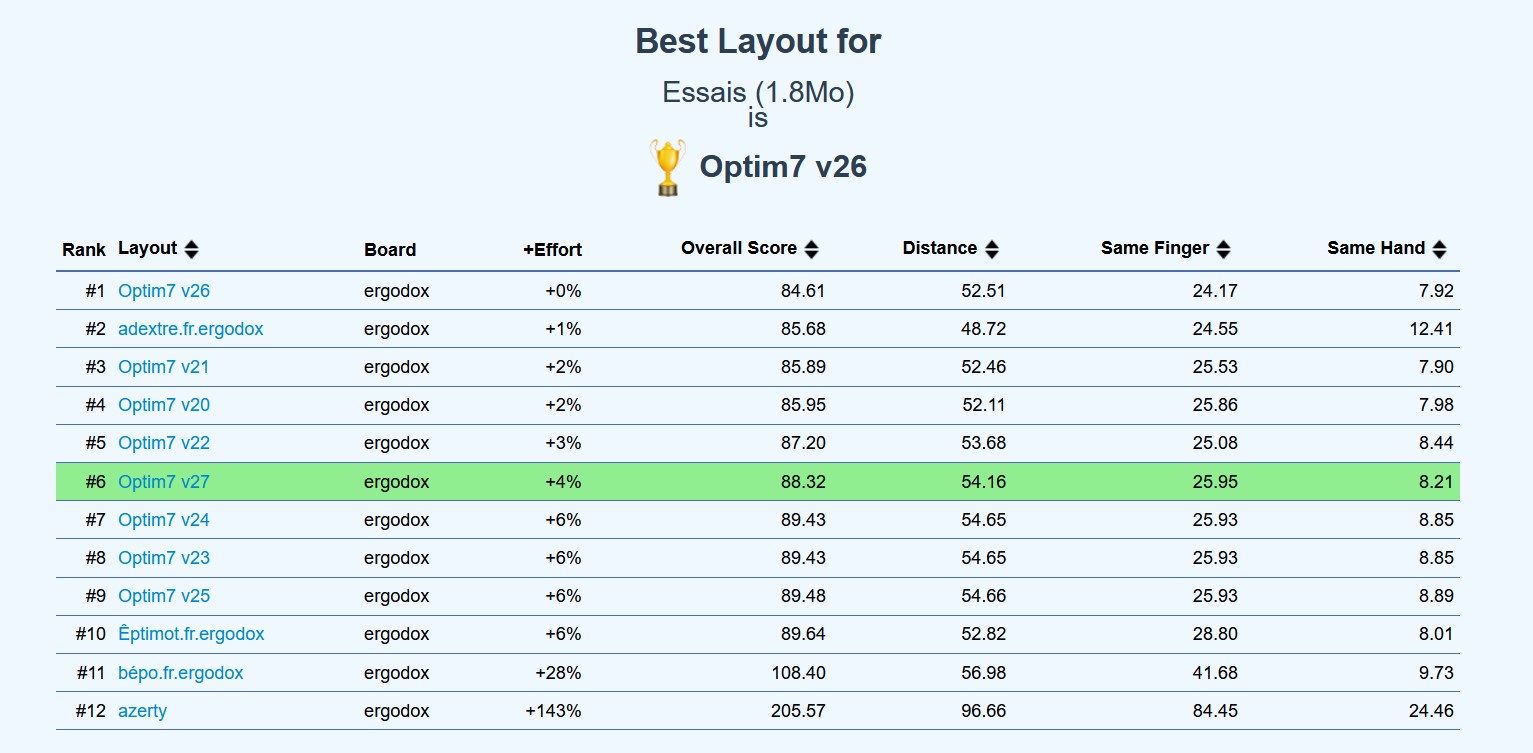 Best Layout for
Essais (1.8Mo)
is
Optim7 v26
Rank Layout Board +Effort Overall Score Distance Same Finger Same Hand
#1 Optim7 v26 ergodox +0% 84.61 52.51 24.17 7.92
#2 adextre.fr.ergodox ergodox +1% 85.68 48.72 24.55 12.41
#3 Optim7 v21 ergodox +2% 85.89 52.46 25.53 7.90
#4 Optim7 v20 ergodox +2% 85.95 52.11 25.86 7.98
#5 Optim7 v22 ergodox +3% 87.20 53.68 25.08 8.44
#6 Optim7 v27 ergodox +4% 88.32 54.16 25.95 8.21
#7 Optim7 v24 ergodox +6% 89.43 54.65 25.93 8.85
#8 Optim7 v23 ergodox +6% 89.43 54.65 25.93 8.85
#9 Optim7 v25 ergodox +6% 89.48 54.66 25.93 8.89
#10 Êptimot.fr.ergodox ergodox +6% 89.64 52.82 28.80 8.01
#11 bépo.fr.ergodox ergodox +28% 108.40 56.98 41.68 9.73
#12 azerty ergodox +143% 205.57 96.66 84.45 24.46